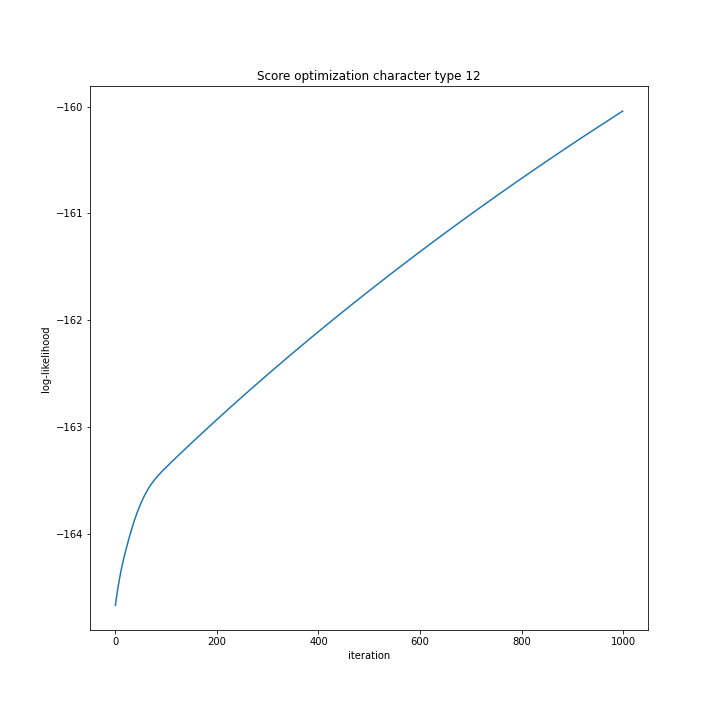 Score optimization character type 12
−160
−161
−162
−163
−164
log-likelihood
0 200 400 600 800 1000
iteration